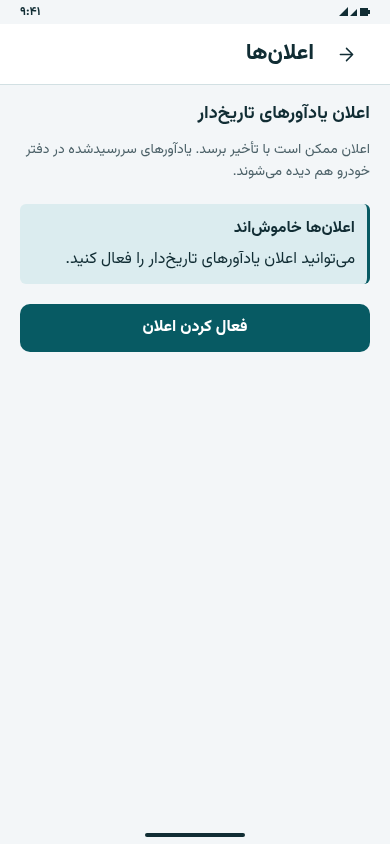 ۹:۴۱
اعلان‌ها
اعلان یادآورهای تاریخ‌دار
اعلان ممکن است با تأخیر برسد. یادآورهای سررسیدشده در دفتر
خودرو هم دیده می‌شوند.
اعلان‌ها خاموش‌اند
می‌توانید اعلان یادآورهای تاریخ‌دار را فعال کنید.
فعال کردن اعلان